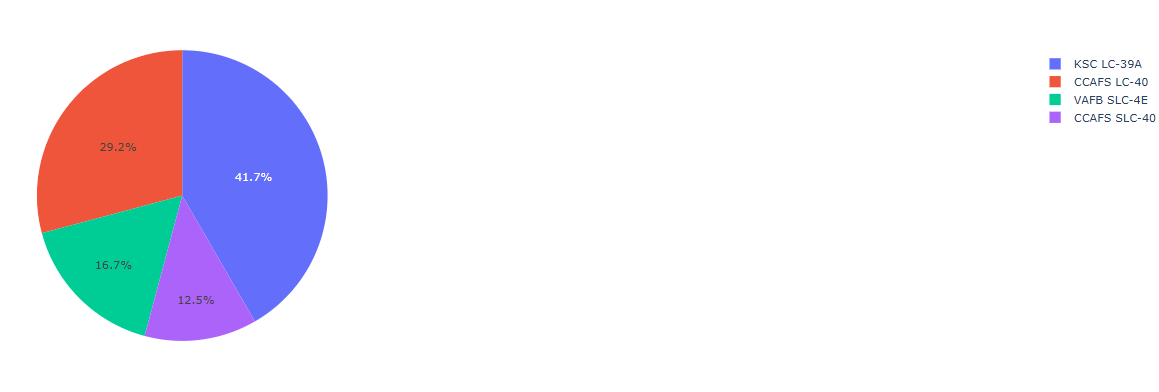 29.2%
41.7%
16.7%
12.5%
KSC LC-39A
CCAFS LC-40
VAFB SLC-4E
CCAFS SLC-40